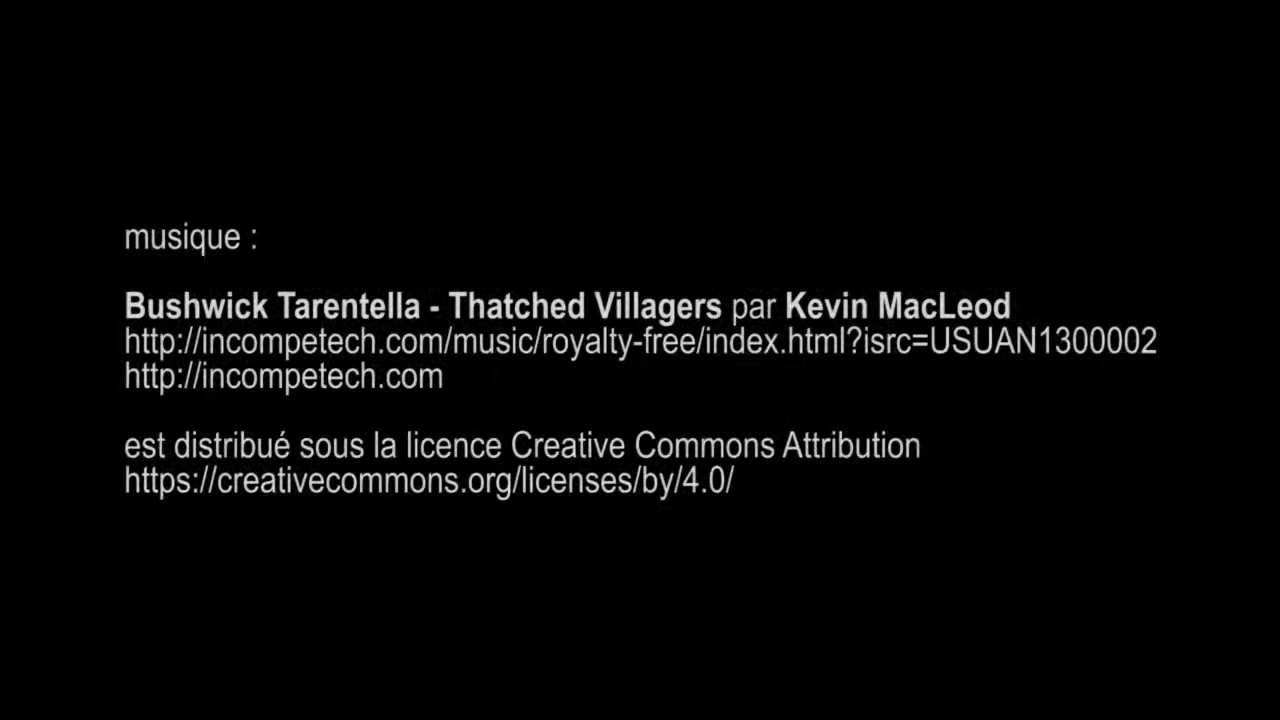 musique :
Bushwick Tarentella - Thatched Villagers par Kevin MacLeod
http://incompetech.com/music/royalty-free/index.html?isrc=USUAN1300002
http://incompetech.com
est distribué sous la licence Creative Commons Attribution
https://creativecommons.org/licenses/by/4.0/